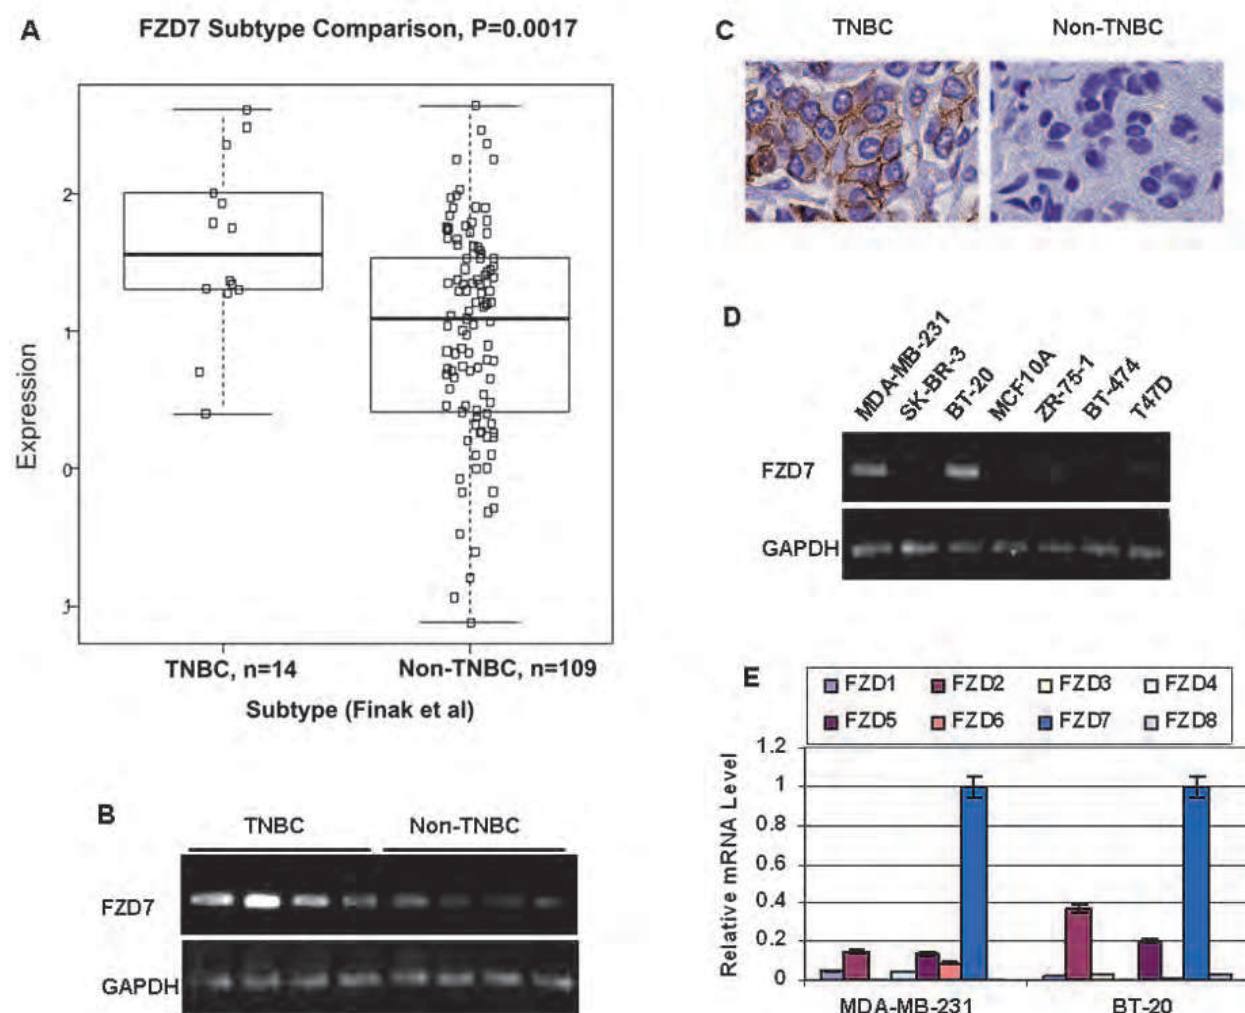 A
FZD7 Subtype Comparison, P=0.0017
Expression
2
1
0
1
TNBC, n=14
Non-TNBC, n=109
Subtype (Finak et al)
B
TNBC
Non-TNBC
FZD7
GAPDH
C
TNBC
Non-TNBC
D
MDA-MB-231
SK-BR-3
BT-20
MCF10A
ZR-75-1
BT-474
T47D
FZD7
GAPDH
E
FZD1 FZD2 FZD3 FZD4
FZD5 FZD6 FZD7 FZD8
Relative mRNA Level
1.2
1
0.8
0.6
0.4
0.2
0
MDA-MB-231
BT-20